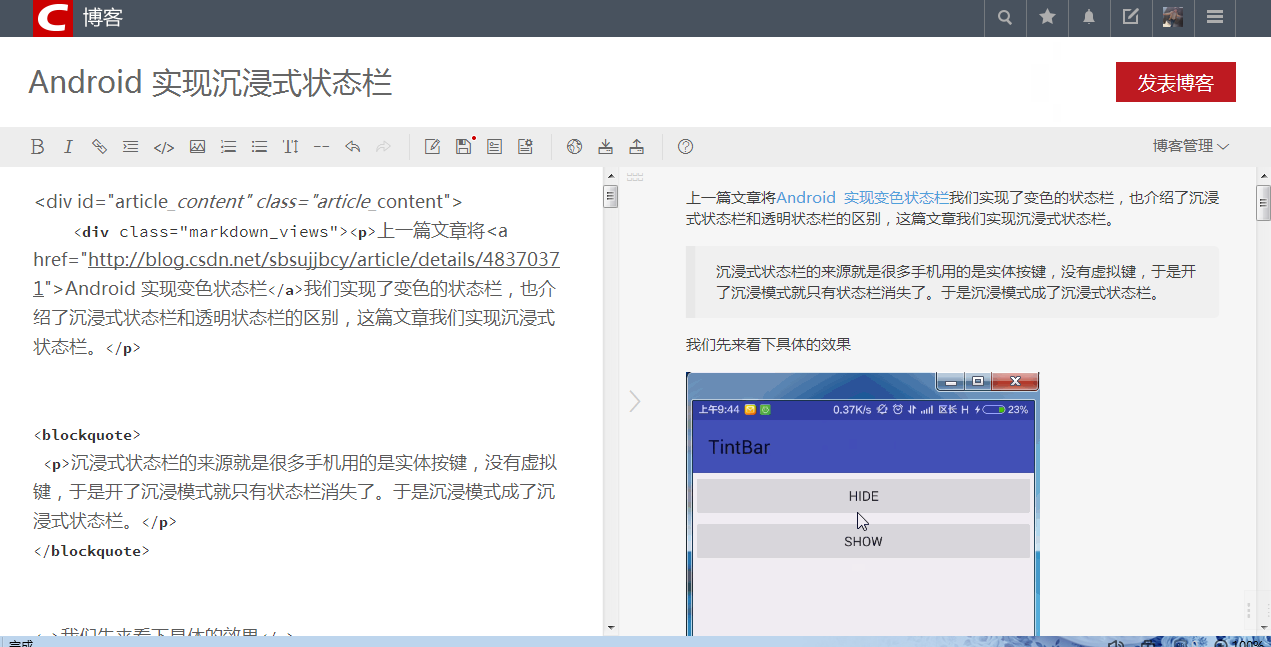 C 博客
Android 实现沉浸式状态栏
发表博客
博客管理
<div id="article_content" class="article_content">
<div class="markdown_views"><p>上一篇文章将<a
href="http://blog.csdn.net/sbsujjbcy/article/details/4837037
1">Android 实现变色状态栏</a>我们实现了变色的状态栏，也介
绍了沉浸式状态栏和透明状态栏的区别，这篇文章我们实现沉浸式
状态栏。</p>
<blockquote>
<p>沉浸式状态栏的来源就是很多手机用的是实体按键，没有虚拟
键，于是开了沉浸模式就只有状态栏消失了。于是沉浸模式成了沉
浸式状态栏。</p>
</blockquote>
我们先来看下具体的效果
上一篇文章将Android 实现变色状态栏我们实现了变色的状态栏，也介绍了沉浸
式状态栏和透明状态栏的区别，这篇文章我们实现沉浸式状态栏。
沉浸式状态栏的来源就是很多手机用的是实体按键，没有虚拟键，于是开
了沉浸模式就只有状态栏消失了。于是沉浸模式成了沉浸式状态栏。
我们先来看下具体的效果
上午9:44 0.37K/s 区长 H 23%
TintBar
HIDE
SHOW
完成
100%